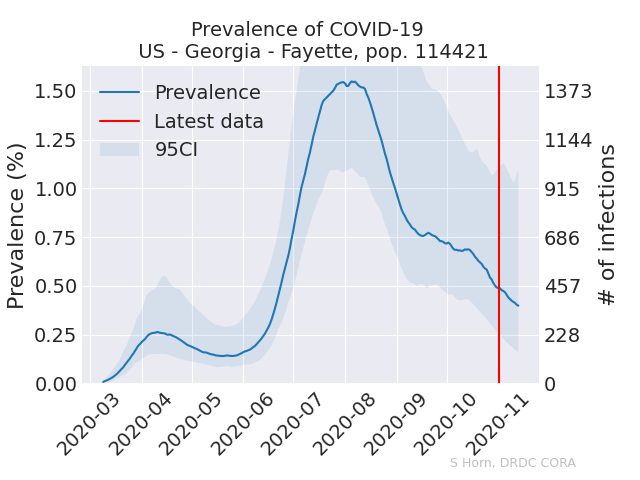 Prevalence of COVID-19
US - Georgia - Fayette, pop. 114421
Prevalence (%)
1.50
1.25
1.00
0.75
0.50
0.25
0.00
Prevalence
Latest data
95CI
1373
1144
915
686
457
228
0
# of infections
2020-03
2020-04
2020-05
2020-06
2020-07
2020-08
2020-09
2020-10
2020-11
S Horn, DRDC CORA